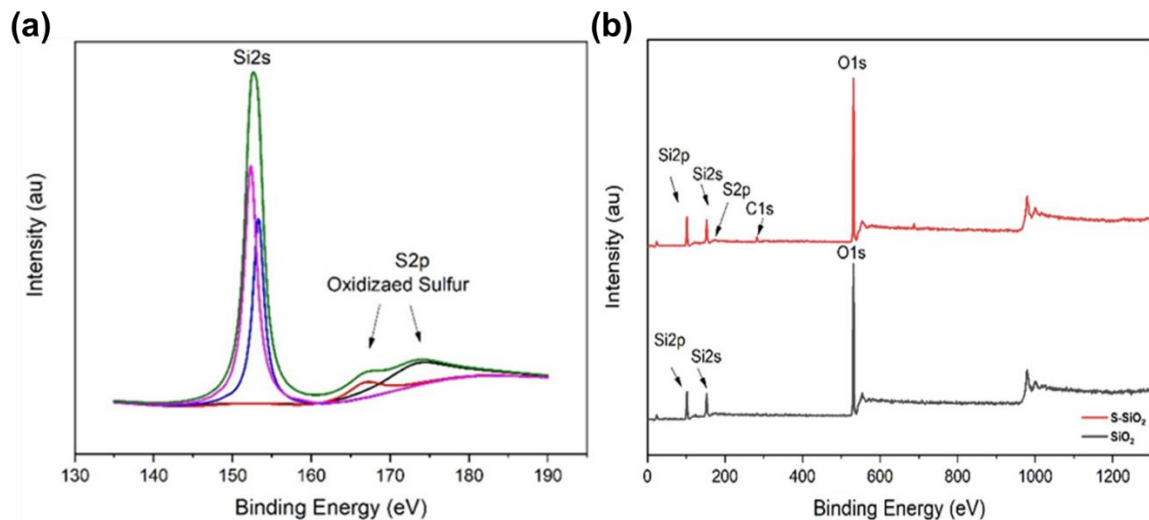 (a)
Si2s
S2p
Oxidizaed Sulfur
Intensity (au)
130 140 150 160 170 180 190
Binding Energy (eV)
(b)
O1s
Si2p
Si2s
S2p
C1s
O1s
Si2p
Si2s
S-SiO₂
SiO₂
Intensity (au)
0 200 400 600 800 1000 1200
Binding Energy (eV)